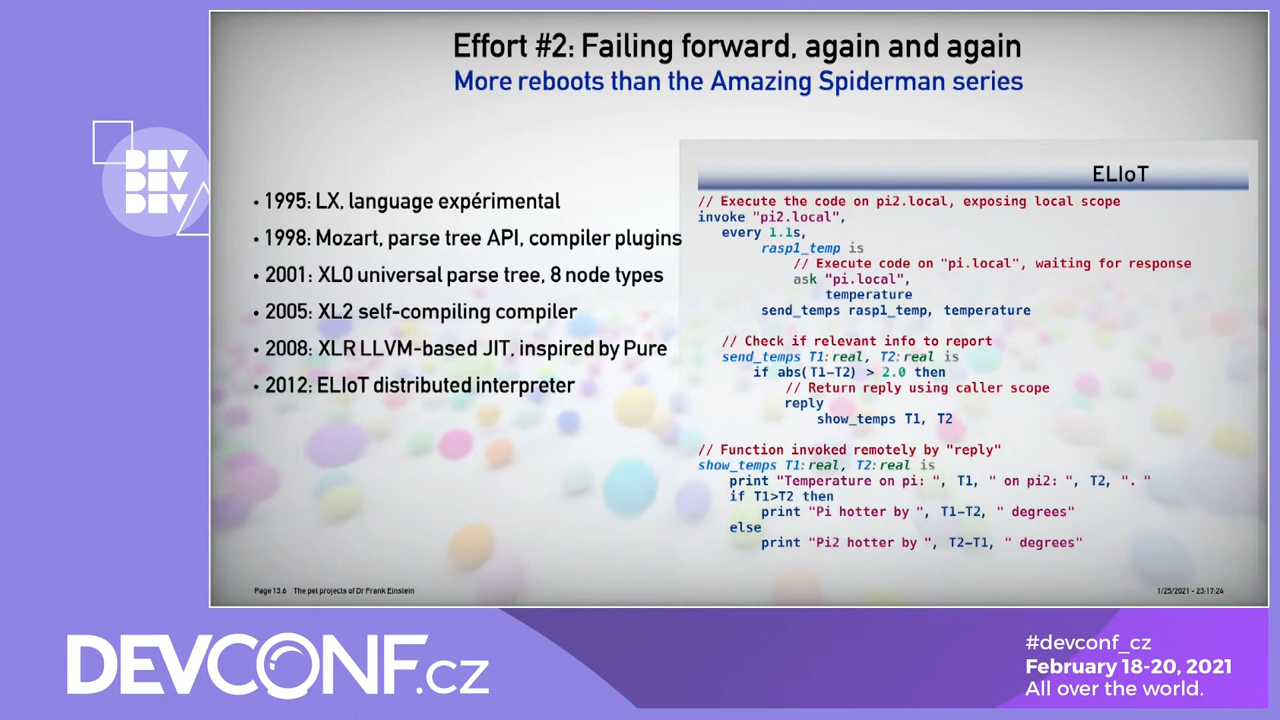 Effort #2: Failing forward, again and again
More reboots than the Amazing Spiderman series
DEV
DEV
DEV
• 1995: LX, language expérimental
• 1998: Mozart, parse tree API, compiler plugins
• 2001: XL0 universal parse tree, 8 node types
• 2005: XL2 self-compiling compiler
• 2008: XLR LLVM-based JIT, inspired by Pure
• 2012: ELIoT distributed interpreter
ELIoT
// Execute the code on pi2.local, exposing local scope
invoke "pi2.local",
every 1.1s,
rasp1_temp is
// Execute code on "pi.local", waiting for response
ask "pi.local",
temperature
send_temps rasp1_temp, temperature
// Check if relevant info to report
send_temps T1:real, T2:real is
if abs(T1-T2) > 2.0 then
// Return reply using caller scope
reply
show_temps T1, T2
// Function invoked remotely by "reply"
show_temps T1:real, T2:real is
print "Temperature on pi: ", T1, " on pi2: ", T2, ". "
if T1>T2 then
print "Pi hotter by ", T1-T2, " degrees"
else
print "Pi2 hotter by ", T2-T1, " degrees"
Page 13.6 The pet projects of Dr Frank Einstein
1/25/2021 - 23:17:24
DEVCONF.cz
#devconf_cz
February 18-20, 2021
All over the world.